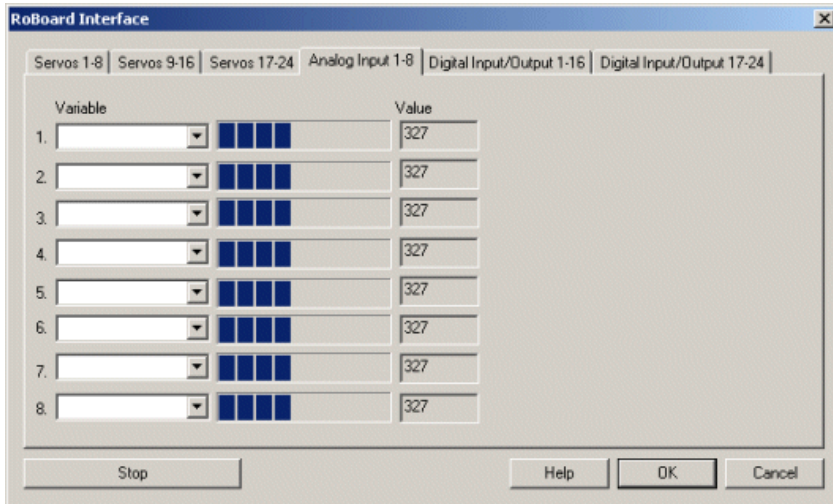 RoBoard Interface
Servos 1-8 Servos 9-16 Servos 17-24 Analog Input 1-8 Digital Input/Output 1-16 Digital Input/Output 17-24
Variable Value
1. 327
2. 327
3. 327
4. 327
5. 327
6. 327
7. 327
8. 327
Stop Help OK Cancel